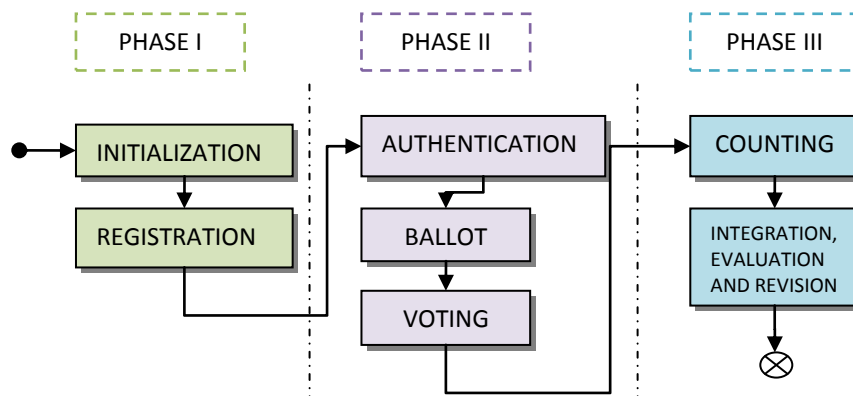 PHASE I
PHASE II
PHASE III
INITIALIZATION
REGISTRATION
AUTHENTICATION
BALLOT
VOTING
COUNTING
INTEGRATION,
EVALUATION
AND REVISION